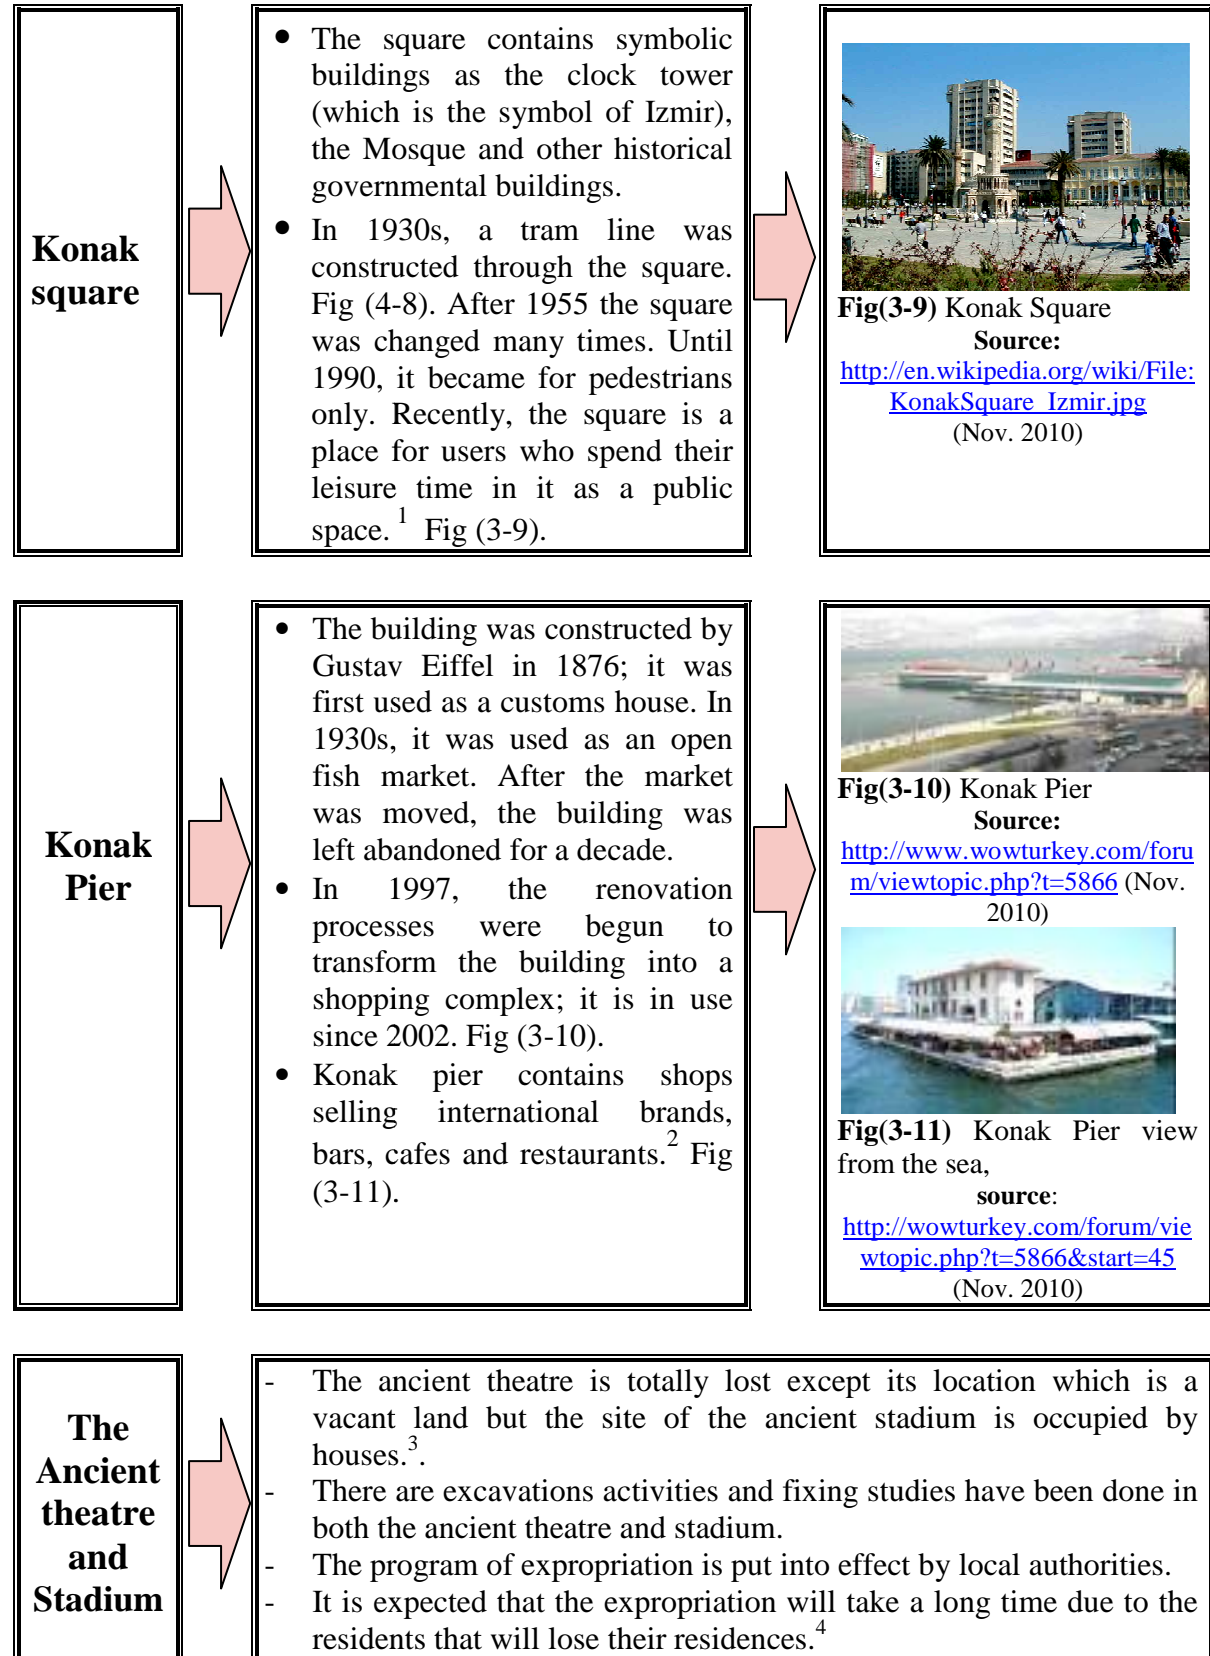 Konak
square
• The square contains symbolic
buildings as the clock tower
(which is the symbol of Izmir),
the Mosque and other historical
governmental buildings.
• In 1930s, a tram line was
constructed through the square.
Fig (4-8). After 1955 the square
was changed many times. Until
1990, it became for pedestrians
only. Recently, the square is a
place for users who spend their
leisure time in it as a public
space. 1 Fig (3-9).
Fig(3-9) Konak Square
Source:
http://en.wikipedia.org/wiki/File:
KonakSquare_Izmir.jpg
(Nov. 2010)
Konak
Pier
• The building was constructed by
Gustav Eiffel in 1876; it was
first used as a customs house. In
1930s, it was used as an open
fish market. After the market
was moved, the building was
left abandoned for a decade.
• In 1997, the renovation
processes were begun to
transform the building into a
shopping complex; it is in use
since 2002. Fig (3-10).
• Konak pier contains shops
selling international brands,
bars, cafes and restaurants.2 Fig
(3-11).
Fig(3-10) Konak Pier
Source:
http://www.wowturkey.com/foru
m/viewtopic.php?t=5866 (Nov.
2010)
Fig(3-11) Konak Pier view
from the sea,
source:
http://wowturkey.com/forum/vie
wtopic.php?t=5866&start=45
(Nov. 2010)
The
Ancient
theatre
and
Stadium
- The ancient theatre is totally lost except its location which is a
vacant land but the site of the ancient stadium is occupied by
houses.3.
- There are excavations activities and fixing studies have been done in
both the ancient theatre and stadium.
- The program of expropriation is put into effect by local authorities.
- It is expected that the expropriation will take a long time due to the
residents that will lose their residences.4